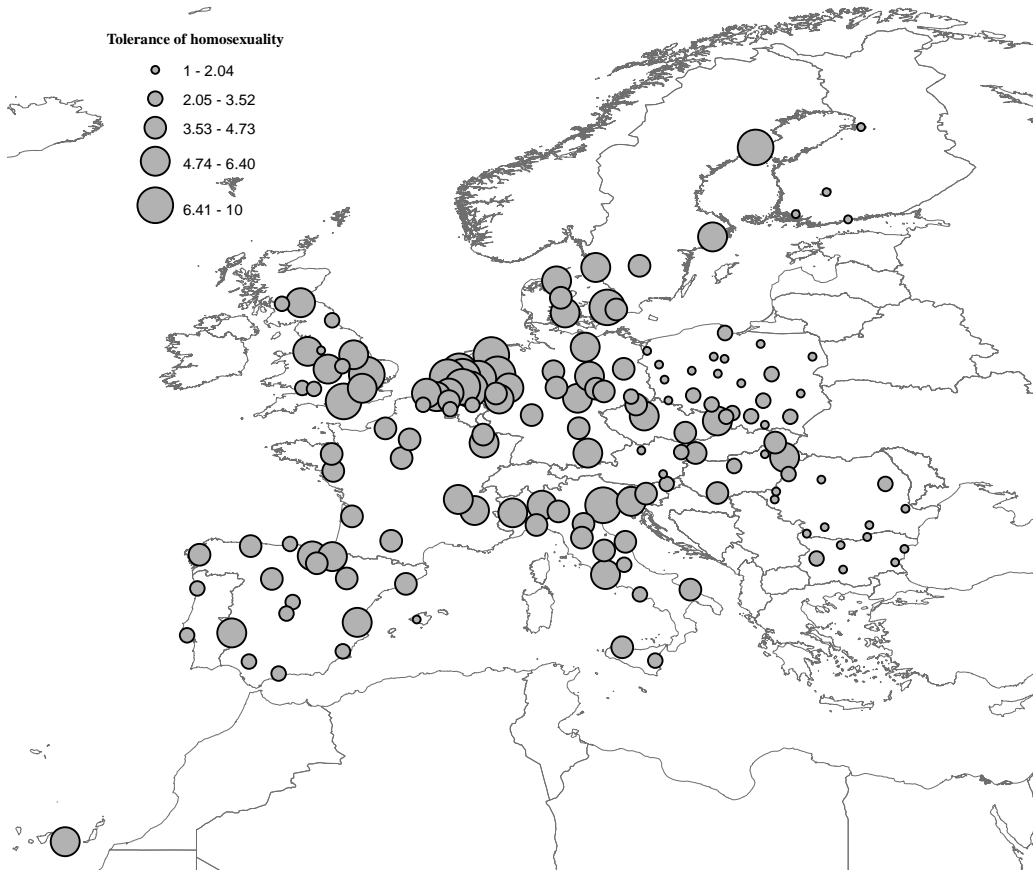 Tolerance of homosexuality
1 - 2.04
2.05 - 3.52
3.53 - 4.73
4.74 - 6.40
6.41 - 10